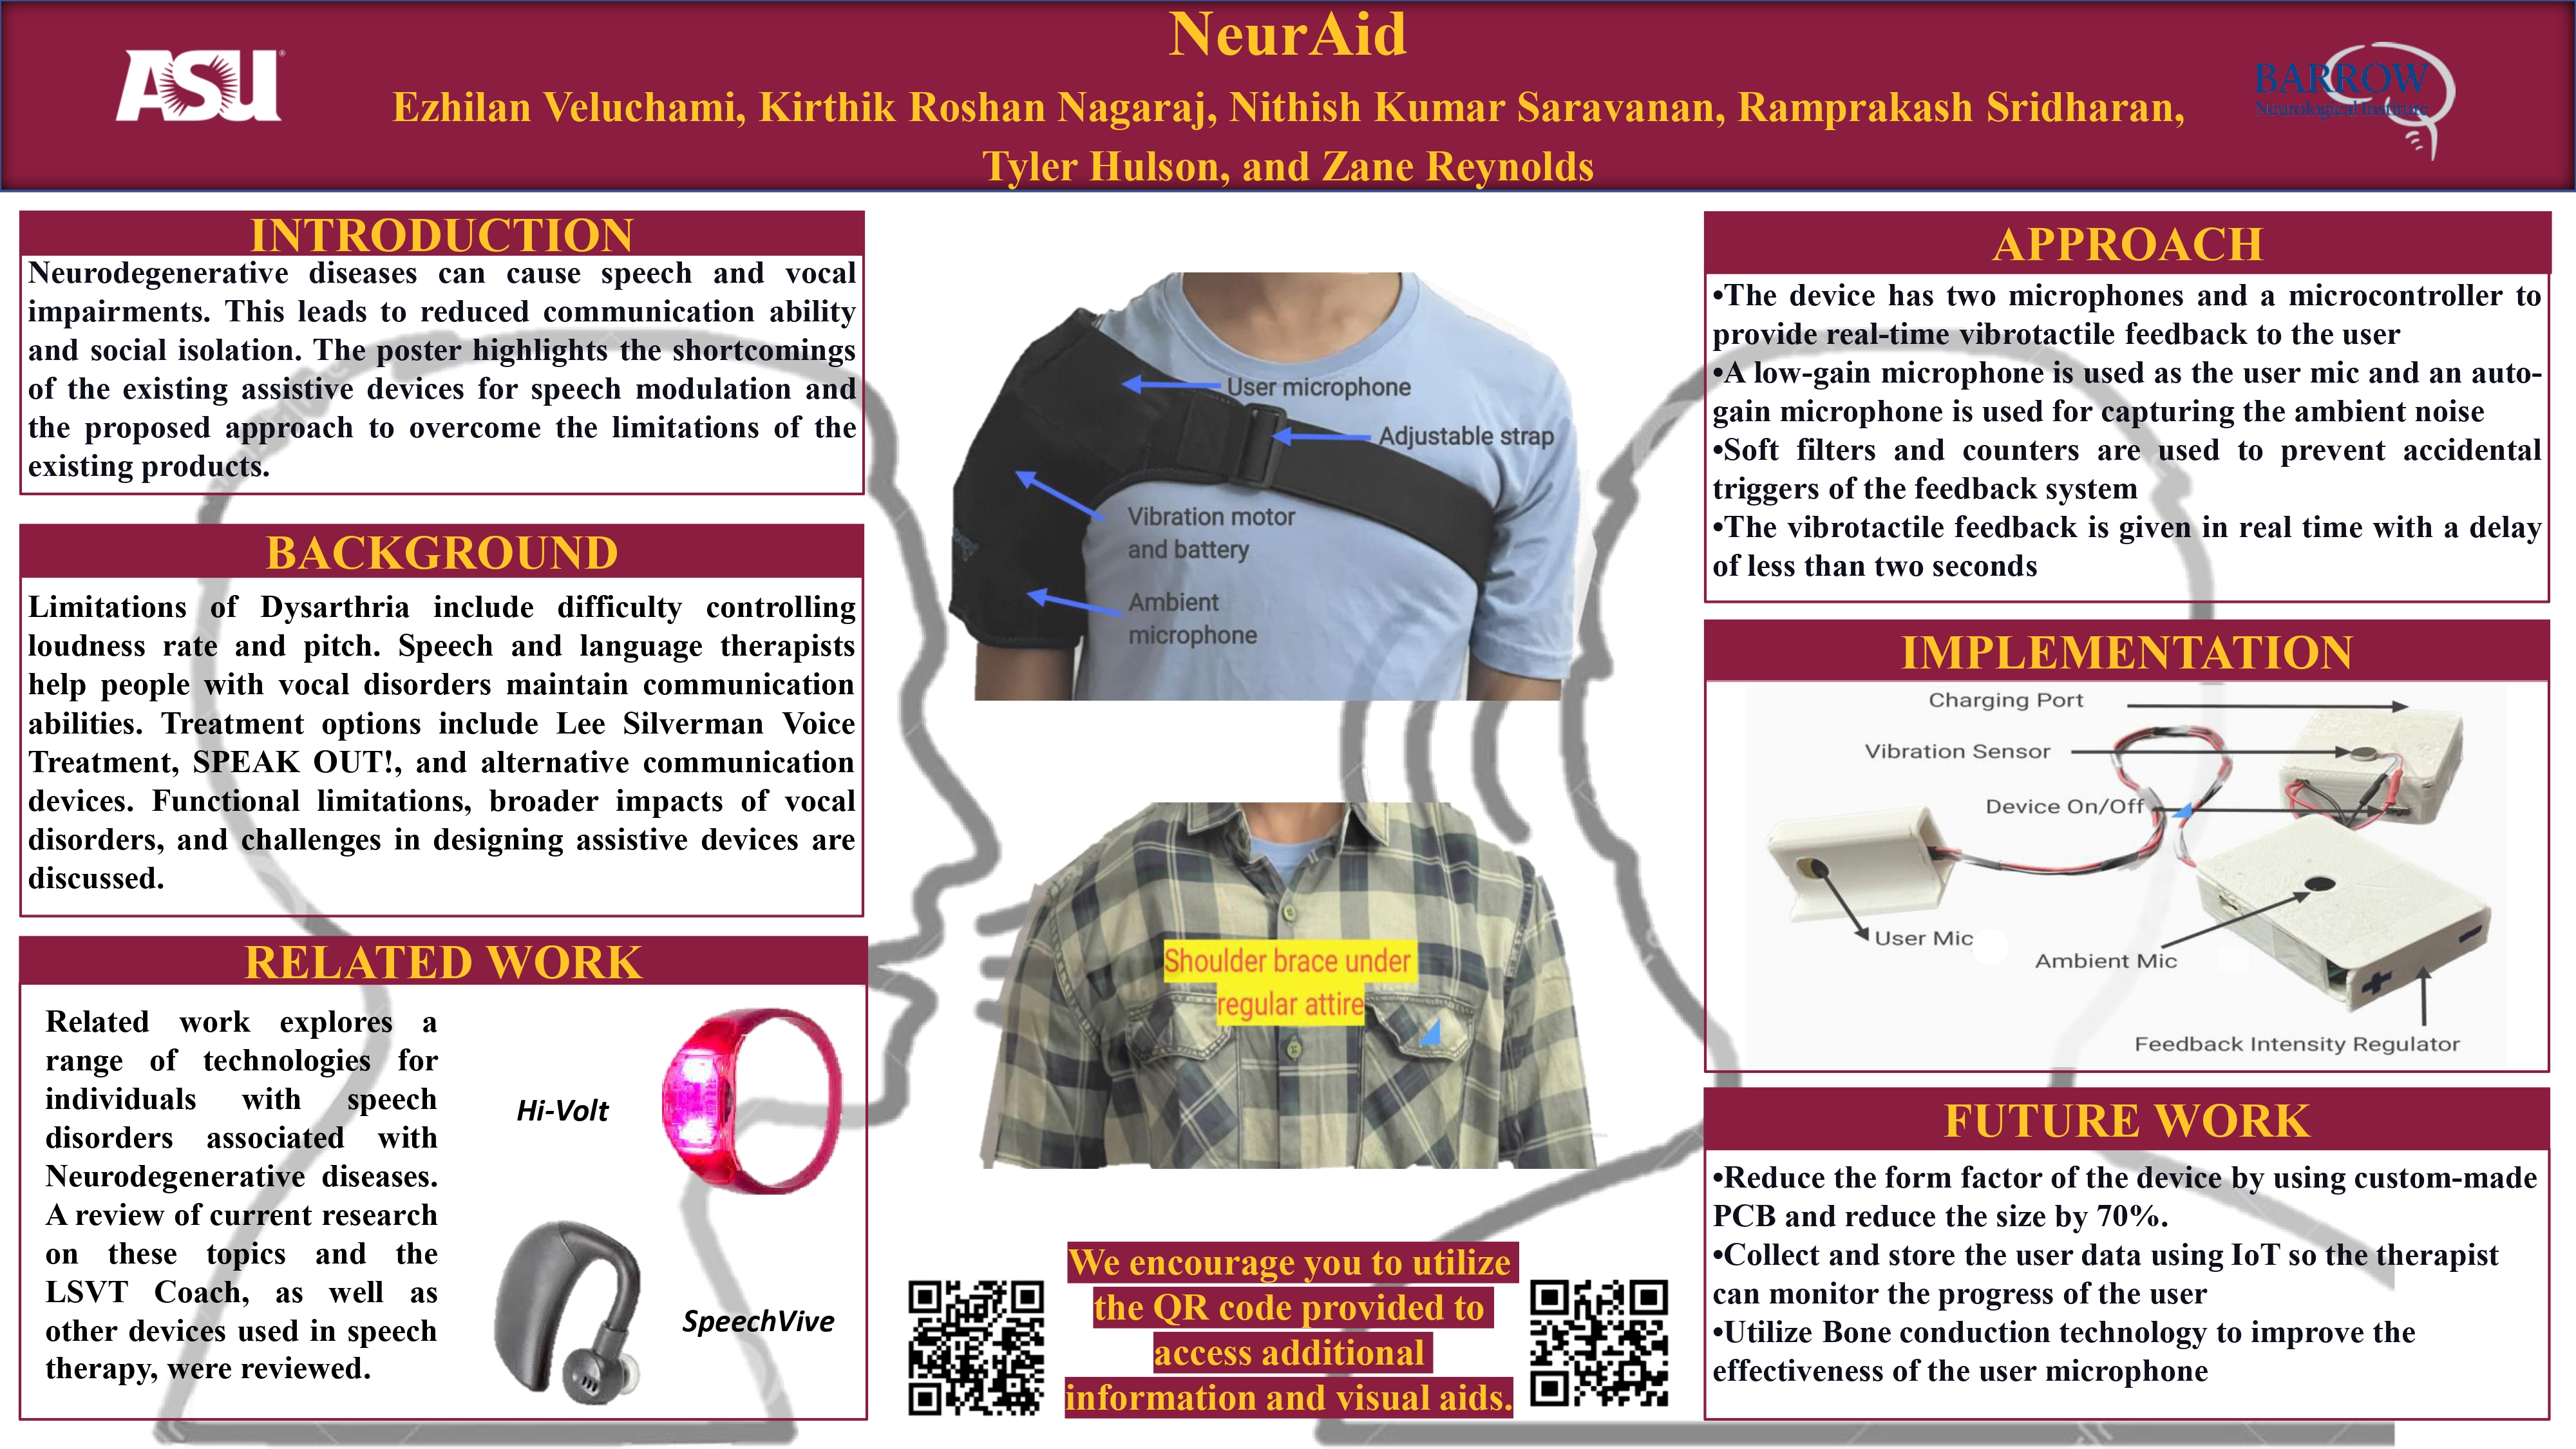 NeurAid
Ezhilan Veluchami, Kirthik Roshan Nagaraj, Nithish Kumar Saravanan, Ramprakash Sridharan,
Tyler Hulson, and Zane Reynolds
ASU
BARROW
Neurological Institute
INTRODUCTION
Neurodegenerative diseases can cause speech and vocal
impairments. This leads to reduced communication ability
and social isolation. The poster highlights the shortcomings
of the existing assistive devices for speech modulation and
the proposed approach to overcome the limitations of the
existing products.
BACKGROUND
Limitations of Dysarthria include difficulty controlling
loudness rate and pitch. Speech and language therapists
help people with vocal disorders maintain communication
abilities. Treatment options include Lee Silverman Voice
Treatment, SPEAK OUT!, and alternative communication
devices. Functional limitations, broader impacts of vocal
disorders, and challenges in designing assistive devices are
discussed.
RELATED WORK
Related work explores a
range of technologies for
individuals with speech
disorders associated with
Neurodegenerative diseases.
A review of current research
on these topics and the
LSVT Coach, as well as
other devices used in speech
therapy, were reviewed.
Hi-Volt
SpeechVive
User microphone
Adjustable strap
Vibration motor
and battery
Ambient
microphone
Shoulder brace under
regular attire
We encourage you to utilize
the QR code provided to
access additional
information and visual aids.
APPROACH
•The device has two microphones and a microcontroller to
provide real-time vibrotactile feedback to the user
•A low-gain microphone is used as the user mic and an auto-
gain microphone is used for capturing the ambient noise
•Soft filters and counters are used to prevent accidental
triggers of the feedback system
•The vibrotactile feedback is given in real time with a delay
of less than two seconds
IMPLEMENTATION
Charging Port
Vibration Sensor
Device On/Off
User Mic
Ambient Mic
+
-
Feedback Intensity Regulator
FUTURE WORK
•Reduce the form factor of the device by using custom-made
PCB and reduce the size by 70%.
•Collect and store the user data using IoT so the therapist
can monitor the progress of the user
•Utilize Bone conduction technology to improve the
effectiveness of the user microphone